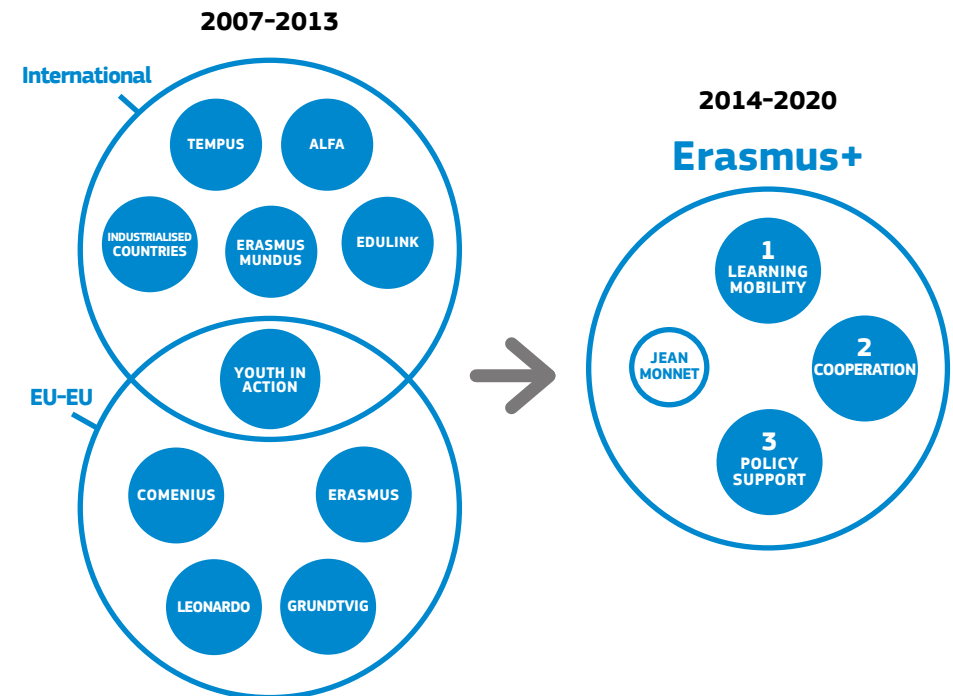 2007-2013
International
TEMPUS
ALFA
INDUSTRIALISED
COUNTRIES
ERASMUS
MUNDUS
EDULINK
YOUTH IN
ACTION
EU-EU
COMENIUS
ERASMUS
LEONARDO
GRUNDTVIG
2014-2020
Erasmus+
1
LEARNING
MOBILITY
JEAN
MONNET
2
COOPERATION
3
POLICY
SUPPORT